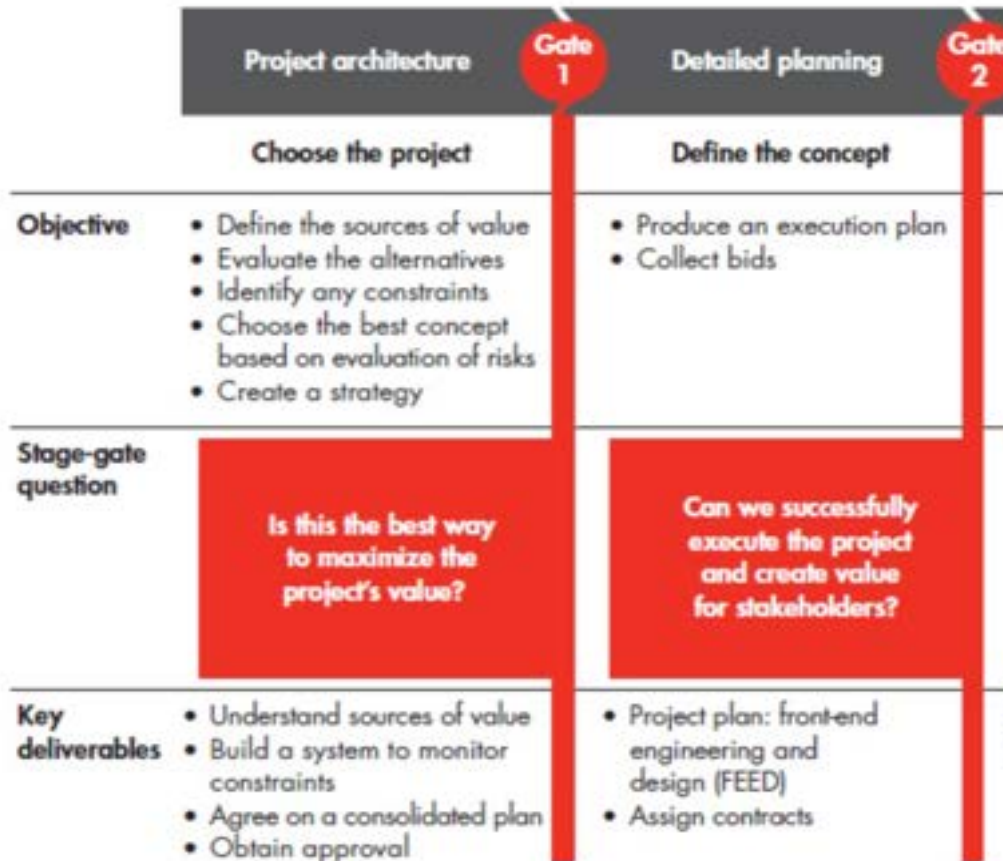 Project architecture
Gate
1
Detailed planning
Gate
2
Choose the project
Define the concept
Objective
• Define the sources of value
• Evaluate the alternatives
• Identify any constraints
• Choose the best concept
based on evaluation of risks
• Create a strategy
• Produce an execution plan
• Collect bids
Stage-gate
question
Is this the best way
to maximize the
project's value?
Can we successfully
execute the project
and create value
for stakeholders?
Key
deliverables
• Understand sources of value
• Build a system to monitor
constraints
• Agree on a consolidated plan
• Obtain approval
• Project plan: front-end
engineering and
design (FEED)
• Assign contracts